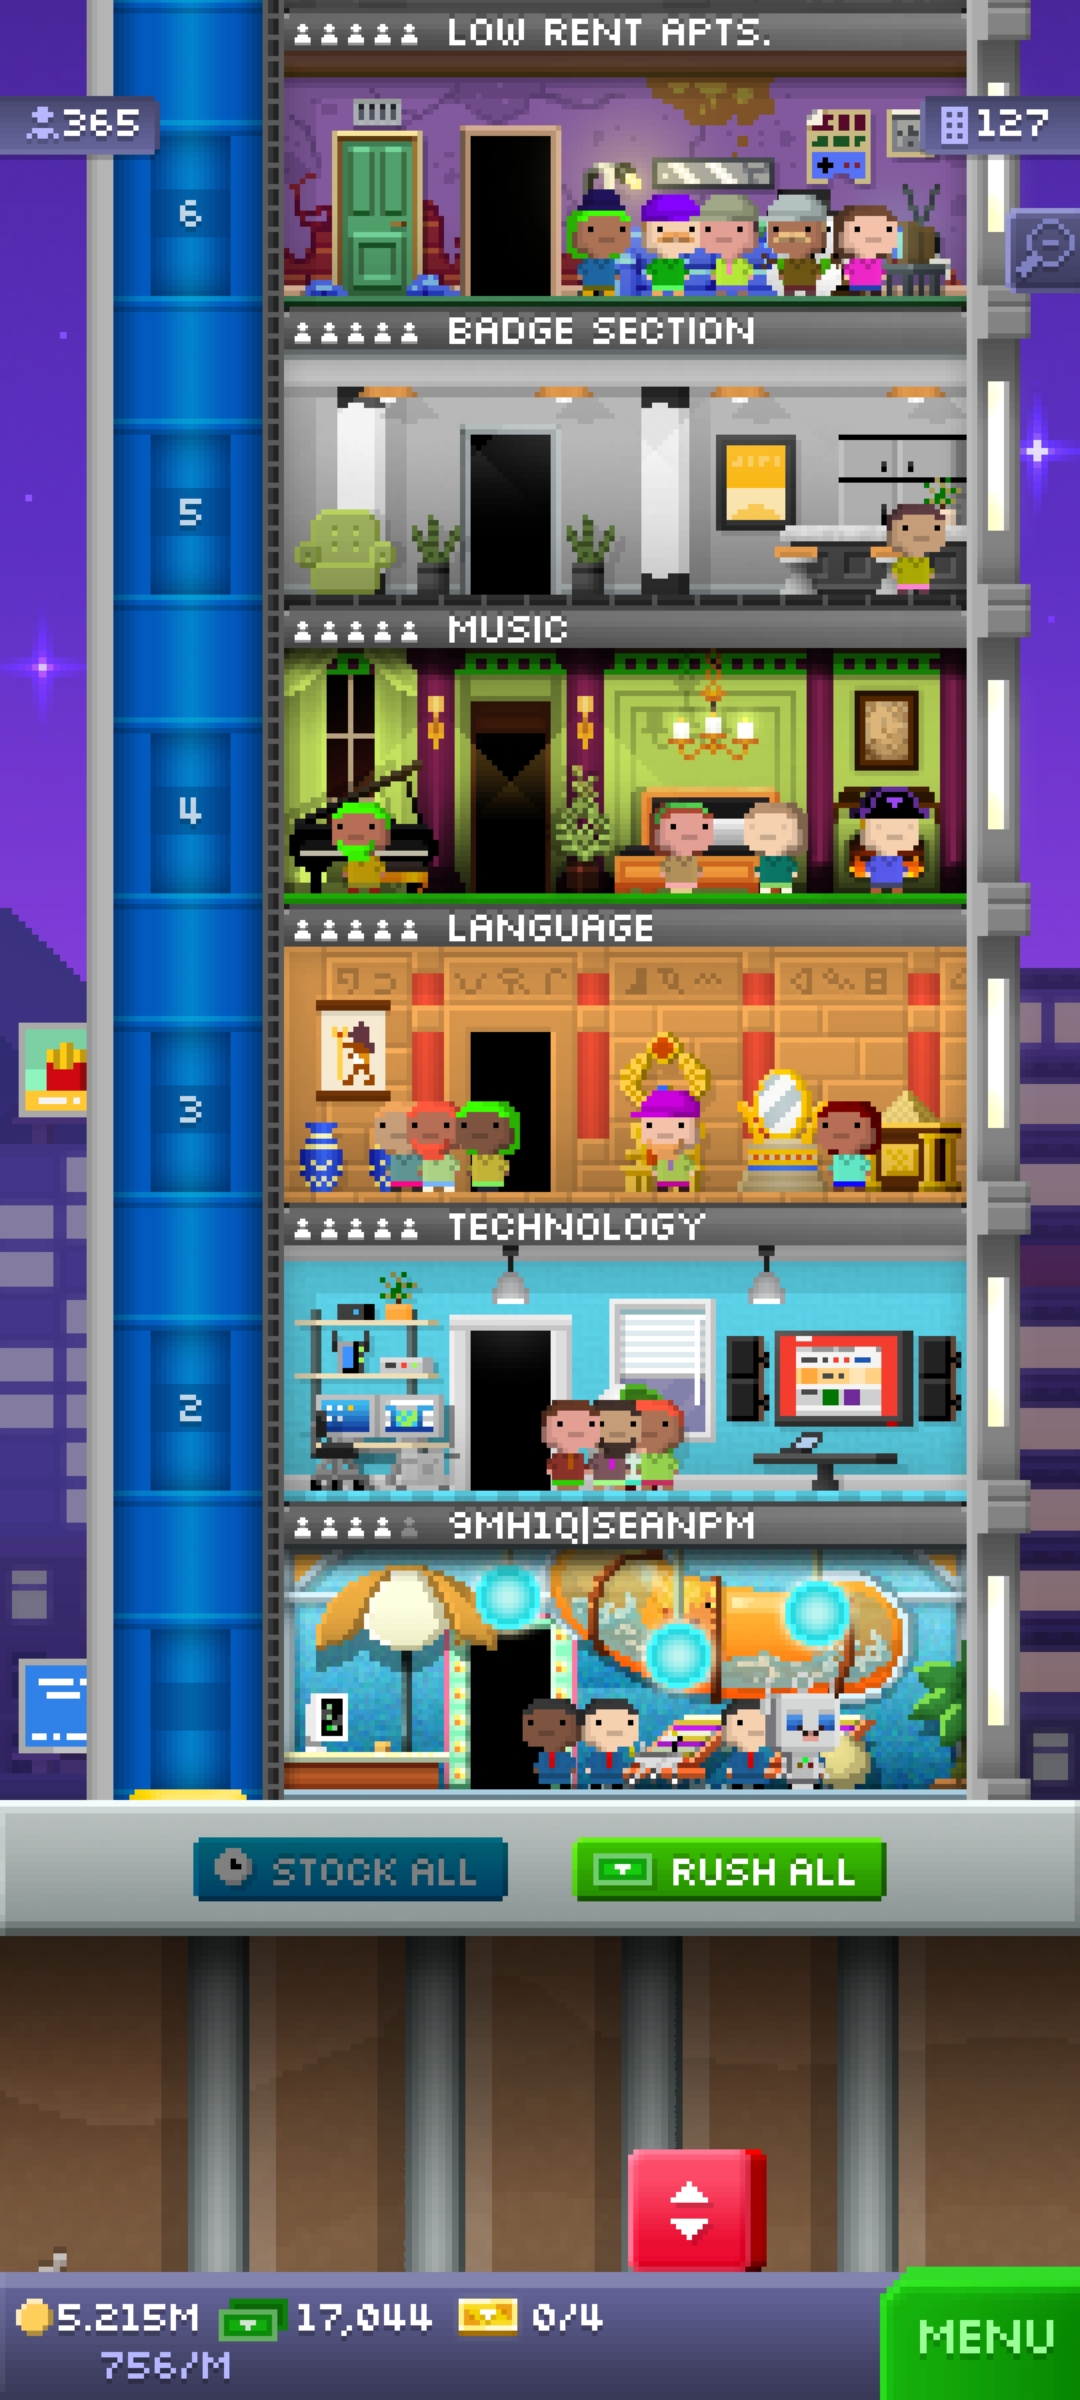 LOW RENT APTS.
365
127
6
BADGE SECTION
5
MUSIC
4
LANGUAGE
3
TECHNOLOGY
2
9MH1Q|SEANPM
STOCK ALL
RUSH ALL
5.215M
17,044
0/4
756/M
MENU